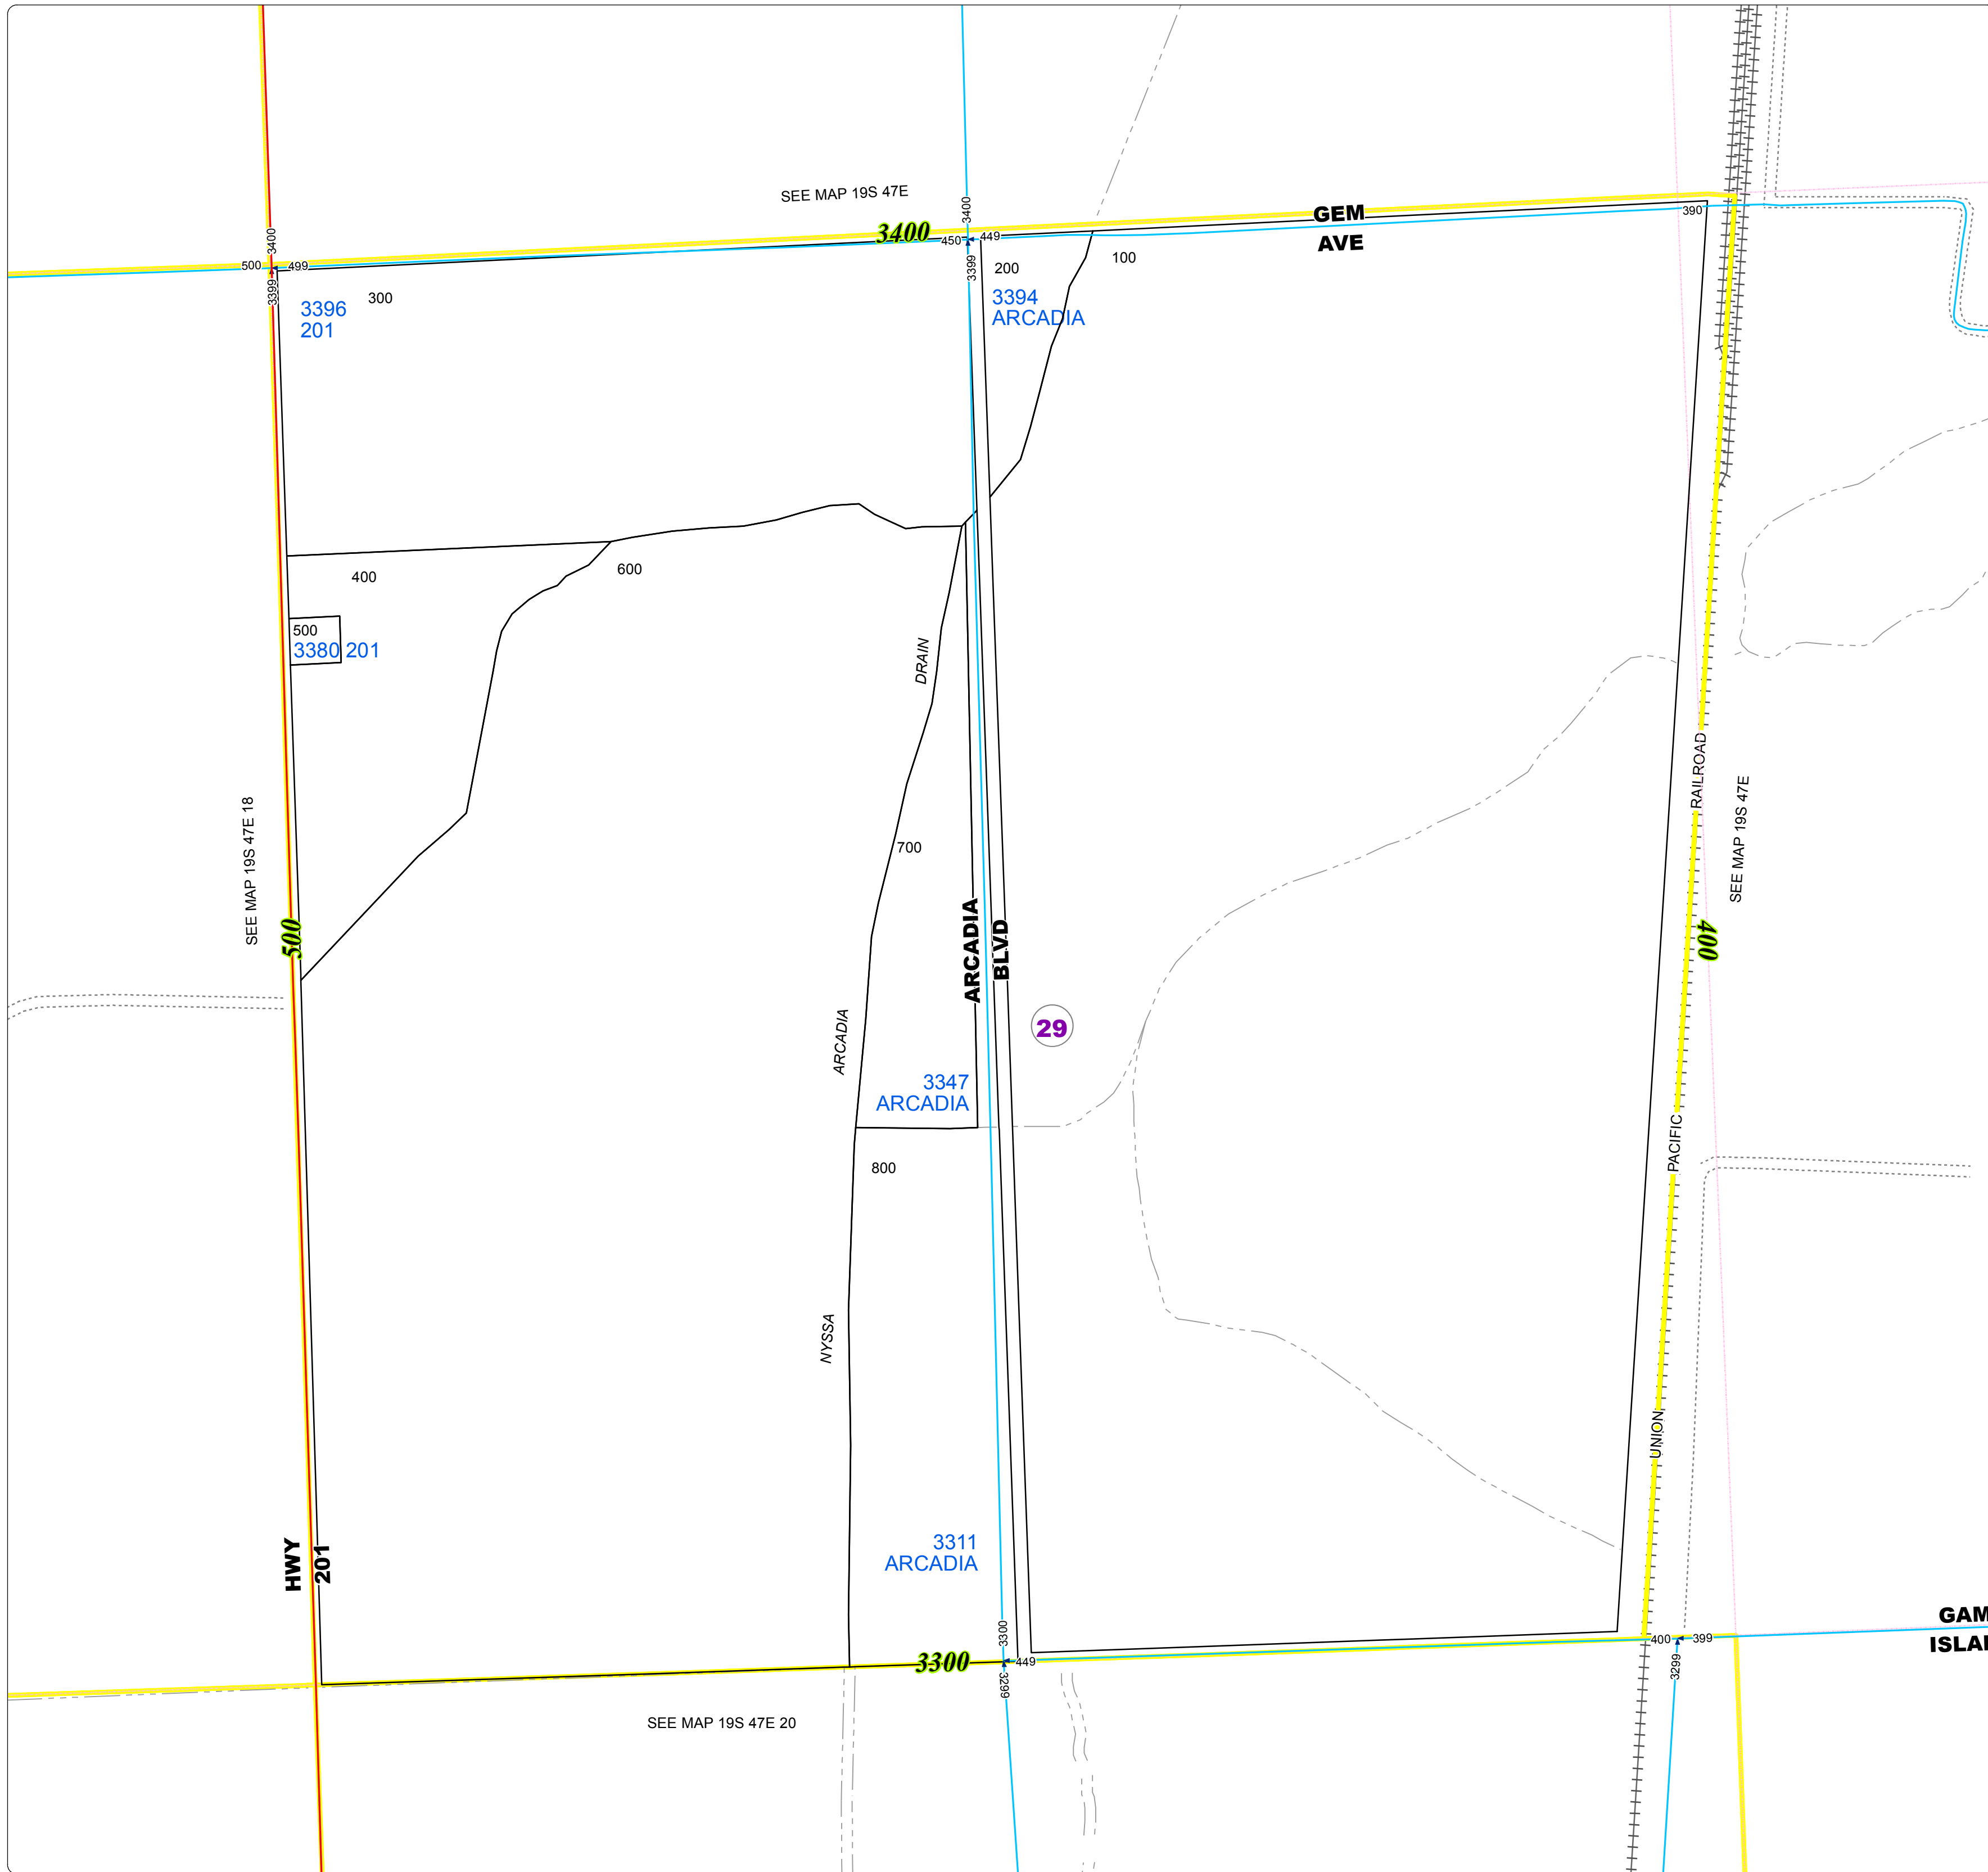 SEE MAP 19S 47E
3400
GEM
AVE
390
3400
3400
450
449
3399
500
499
3399
200
100
300
3396
201
3394
ARCADIA
400
600
500
3380 201
DRAIN
RAILROAD
SEE MAP 19S 47E
SEE MAP 19S 47E 18
700
500
ARCADIA
BLVD
400
29
ARCADIA
3347
ARCADIA
PACIFIC
800
NYSSA
UNION
HWY
201
3311
ARCADIA
3300
3300
449
3299
400
399
3299
GAM
ISLAN
SEE MAP 19S 47E 20